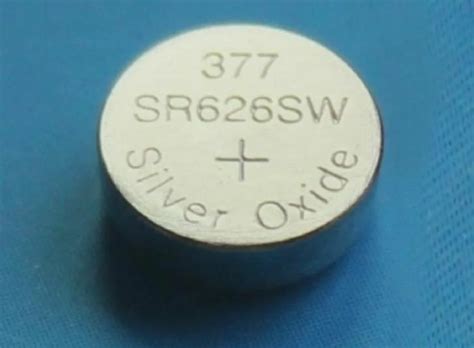 377
SR626SW
+
Silver Oxide